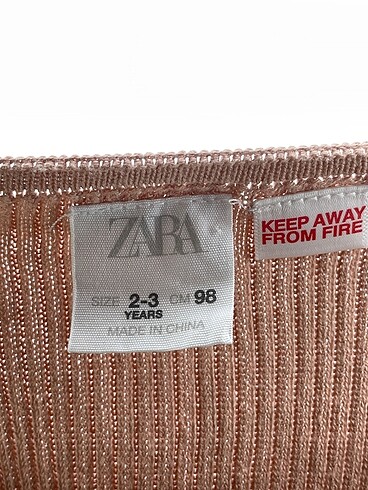 ZARA
SIZE 2-3 CM 98
YEARS
MADE IN CHINA
KEEP AWAY
FROM FIRE